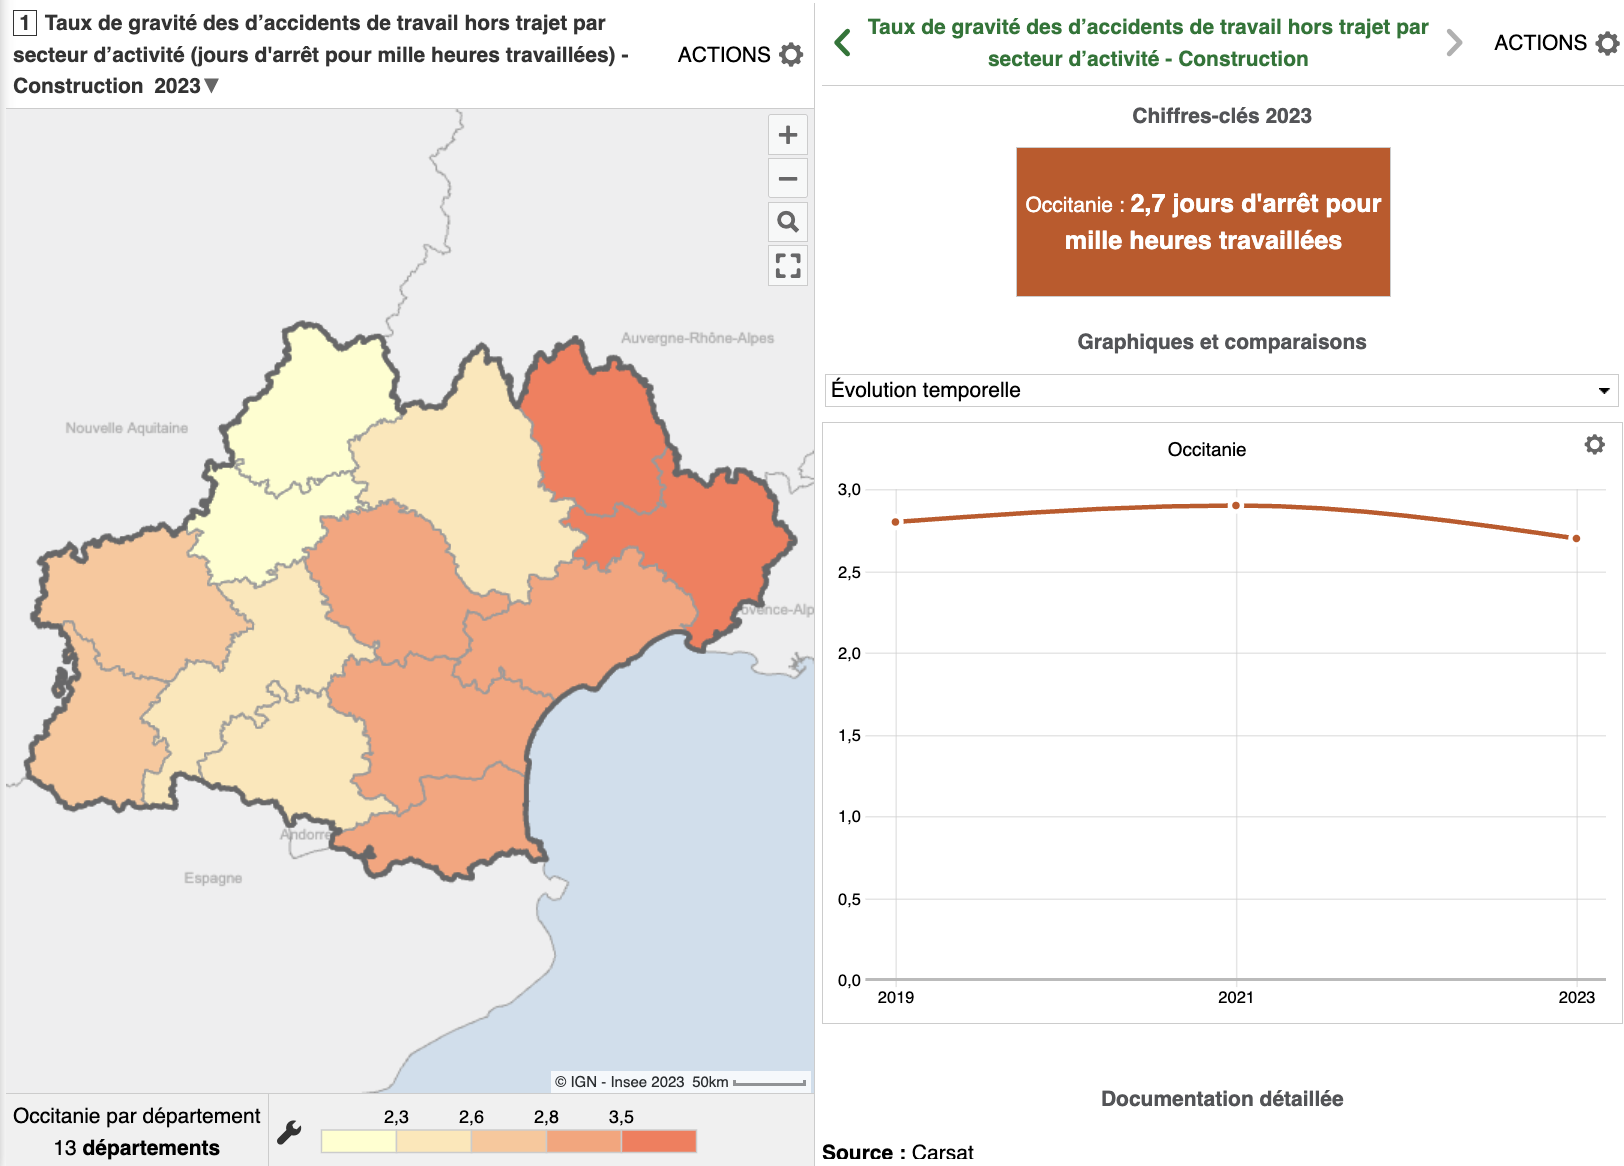 1 Taux de gravité des d’accidents de travail hors trajet par
secteur d’activité (jours d'arrêt pour mille heures travaillées) -
Construction 2023
ACTIONS
Auvergne-Rhône-Alpes
Nouvelle Aquitaine
ovence-Alp
Andorre
Espagne
© IGN - Insee 2023 50km
Occitanie par département
13 départements
2,3 2,6 2,8 3,5
Taux de gravité des d’accidents de travail hors trajet par
secteur d’activité - Construction
ACTIONS
Chiffres-clés 2023
Occitanie : 2,7 jours d'arrêt pour
mille heures travaillées
Graphiques et comparaisons
Évolution temporelle
Occitanie
3,0
2,5
2,0
1,5
1,0
0,5
0,0
2019 2021 2023
Documentation détaillée
Source : Carsat